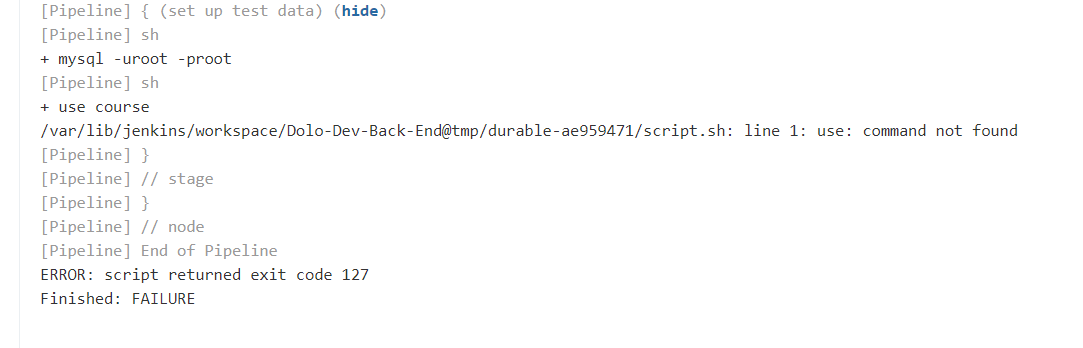 [Pipeline] { (set up test data) (hide)
[Pipeline] sh
+ mysql -uroot -proot
[Pipeline] sh
+ use course
/var/lib/jenkins/workspace/Dolo-Dev-Back-End@tmp/durable-ae959471/script.sh: line 1: use: command not found
[Pipeline] }
[Pipeline] // stage
[Pipeline] }
[Pipeline] // node
[Pipeline] End of Pipeline
ERROR: script returned exit code 127
Finished: FAILURE